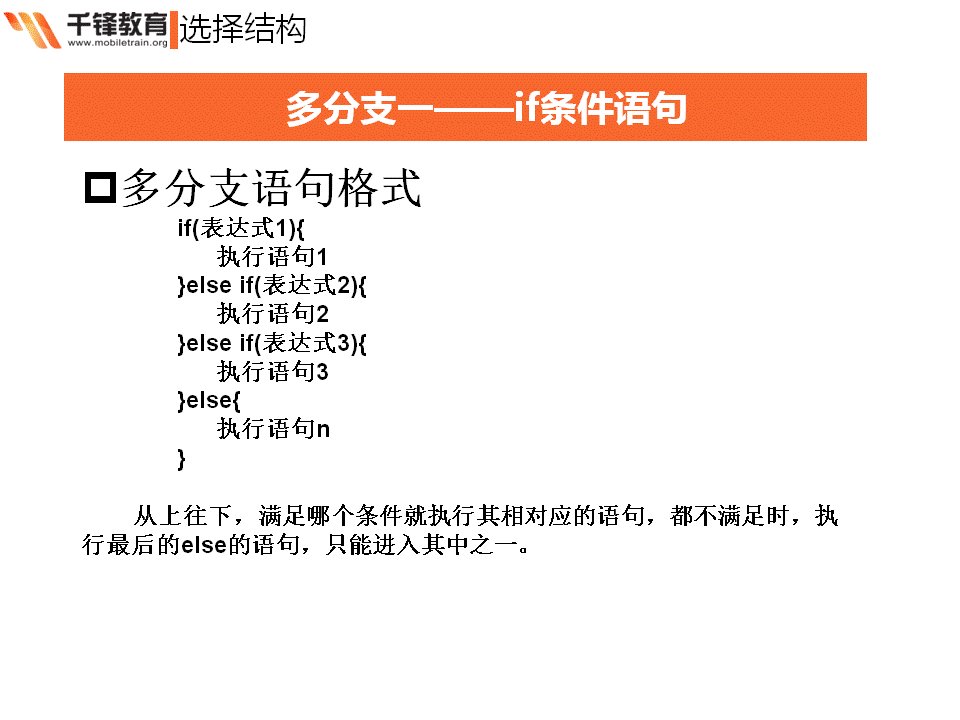 千锋教育
www.mobiletrain.org
选择结构
多分支一——if条件语句
多分支语句格式
if(表达式1){
执行语句1
}else if(表达式2){
执行语句2
}else if(表达式3){
执行语句3
}else{
执行语句n
}
从上往下，满足哪个条件就执行其相对应的语句，都不满足时，执
行最后的else的语句，只能进入其中之一。